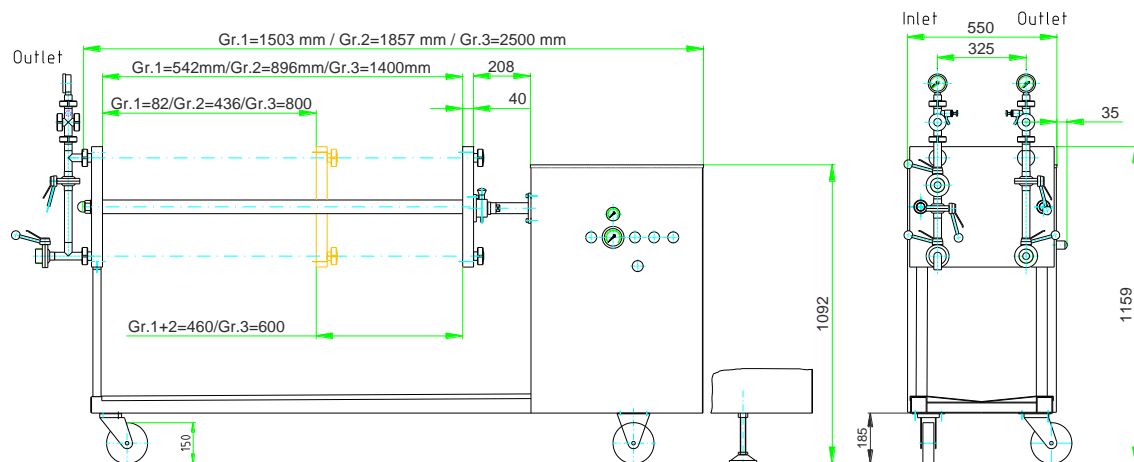 Inlet
Outlet
550
Gr.1=1503 mm / Gr.2=1857 mm / Gr.3=2500 mm
325
Outlet
Gr.1=542mm/Gr.2=896mm/Gr.3=1400mm
208
Gr.1=82/Gr.2=436/Gr.3=800
40
35
Gr.1+2=460/Gr.3=600
1092
1159
150
185